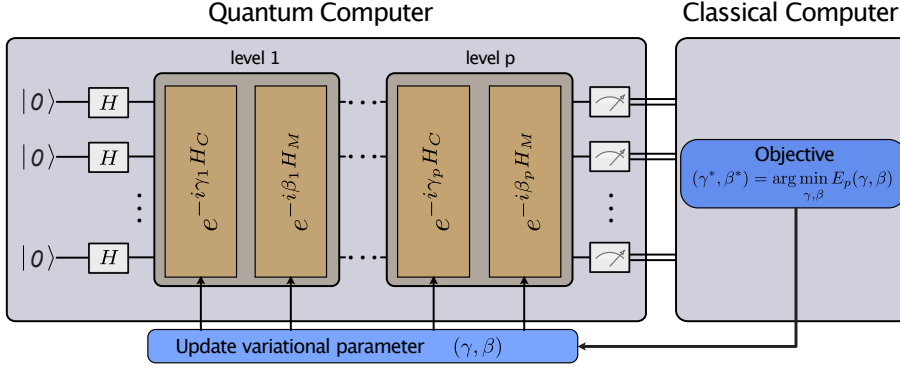 Quantum Computer
Classical Computer
level 1
level p
|0⟩
H
|0⟩
H
|0⟩
H
e^{-iγ_1 H_C}
e^{-iβ_1 H_M}
e^{-iγ_p H_C}
e^{-iβ_p H_M}
Objective
(γ*, β*) = arg min E_p(γ, β)
γ,β
Update variational parameter (γ, β)